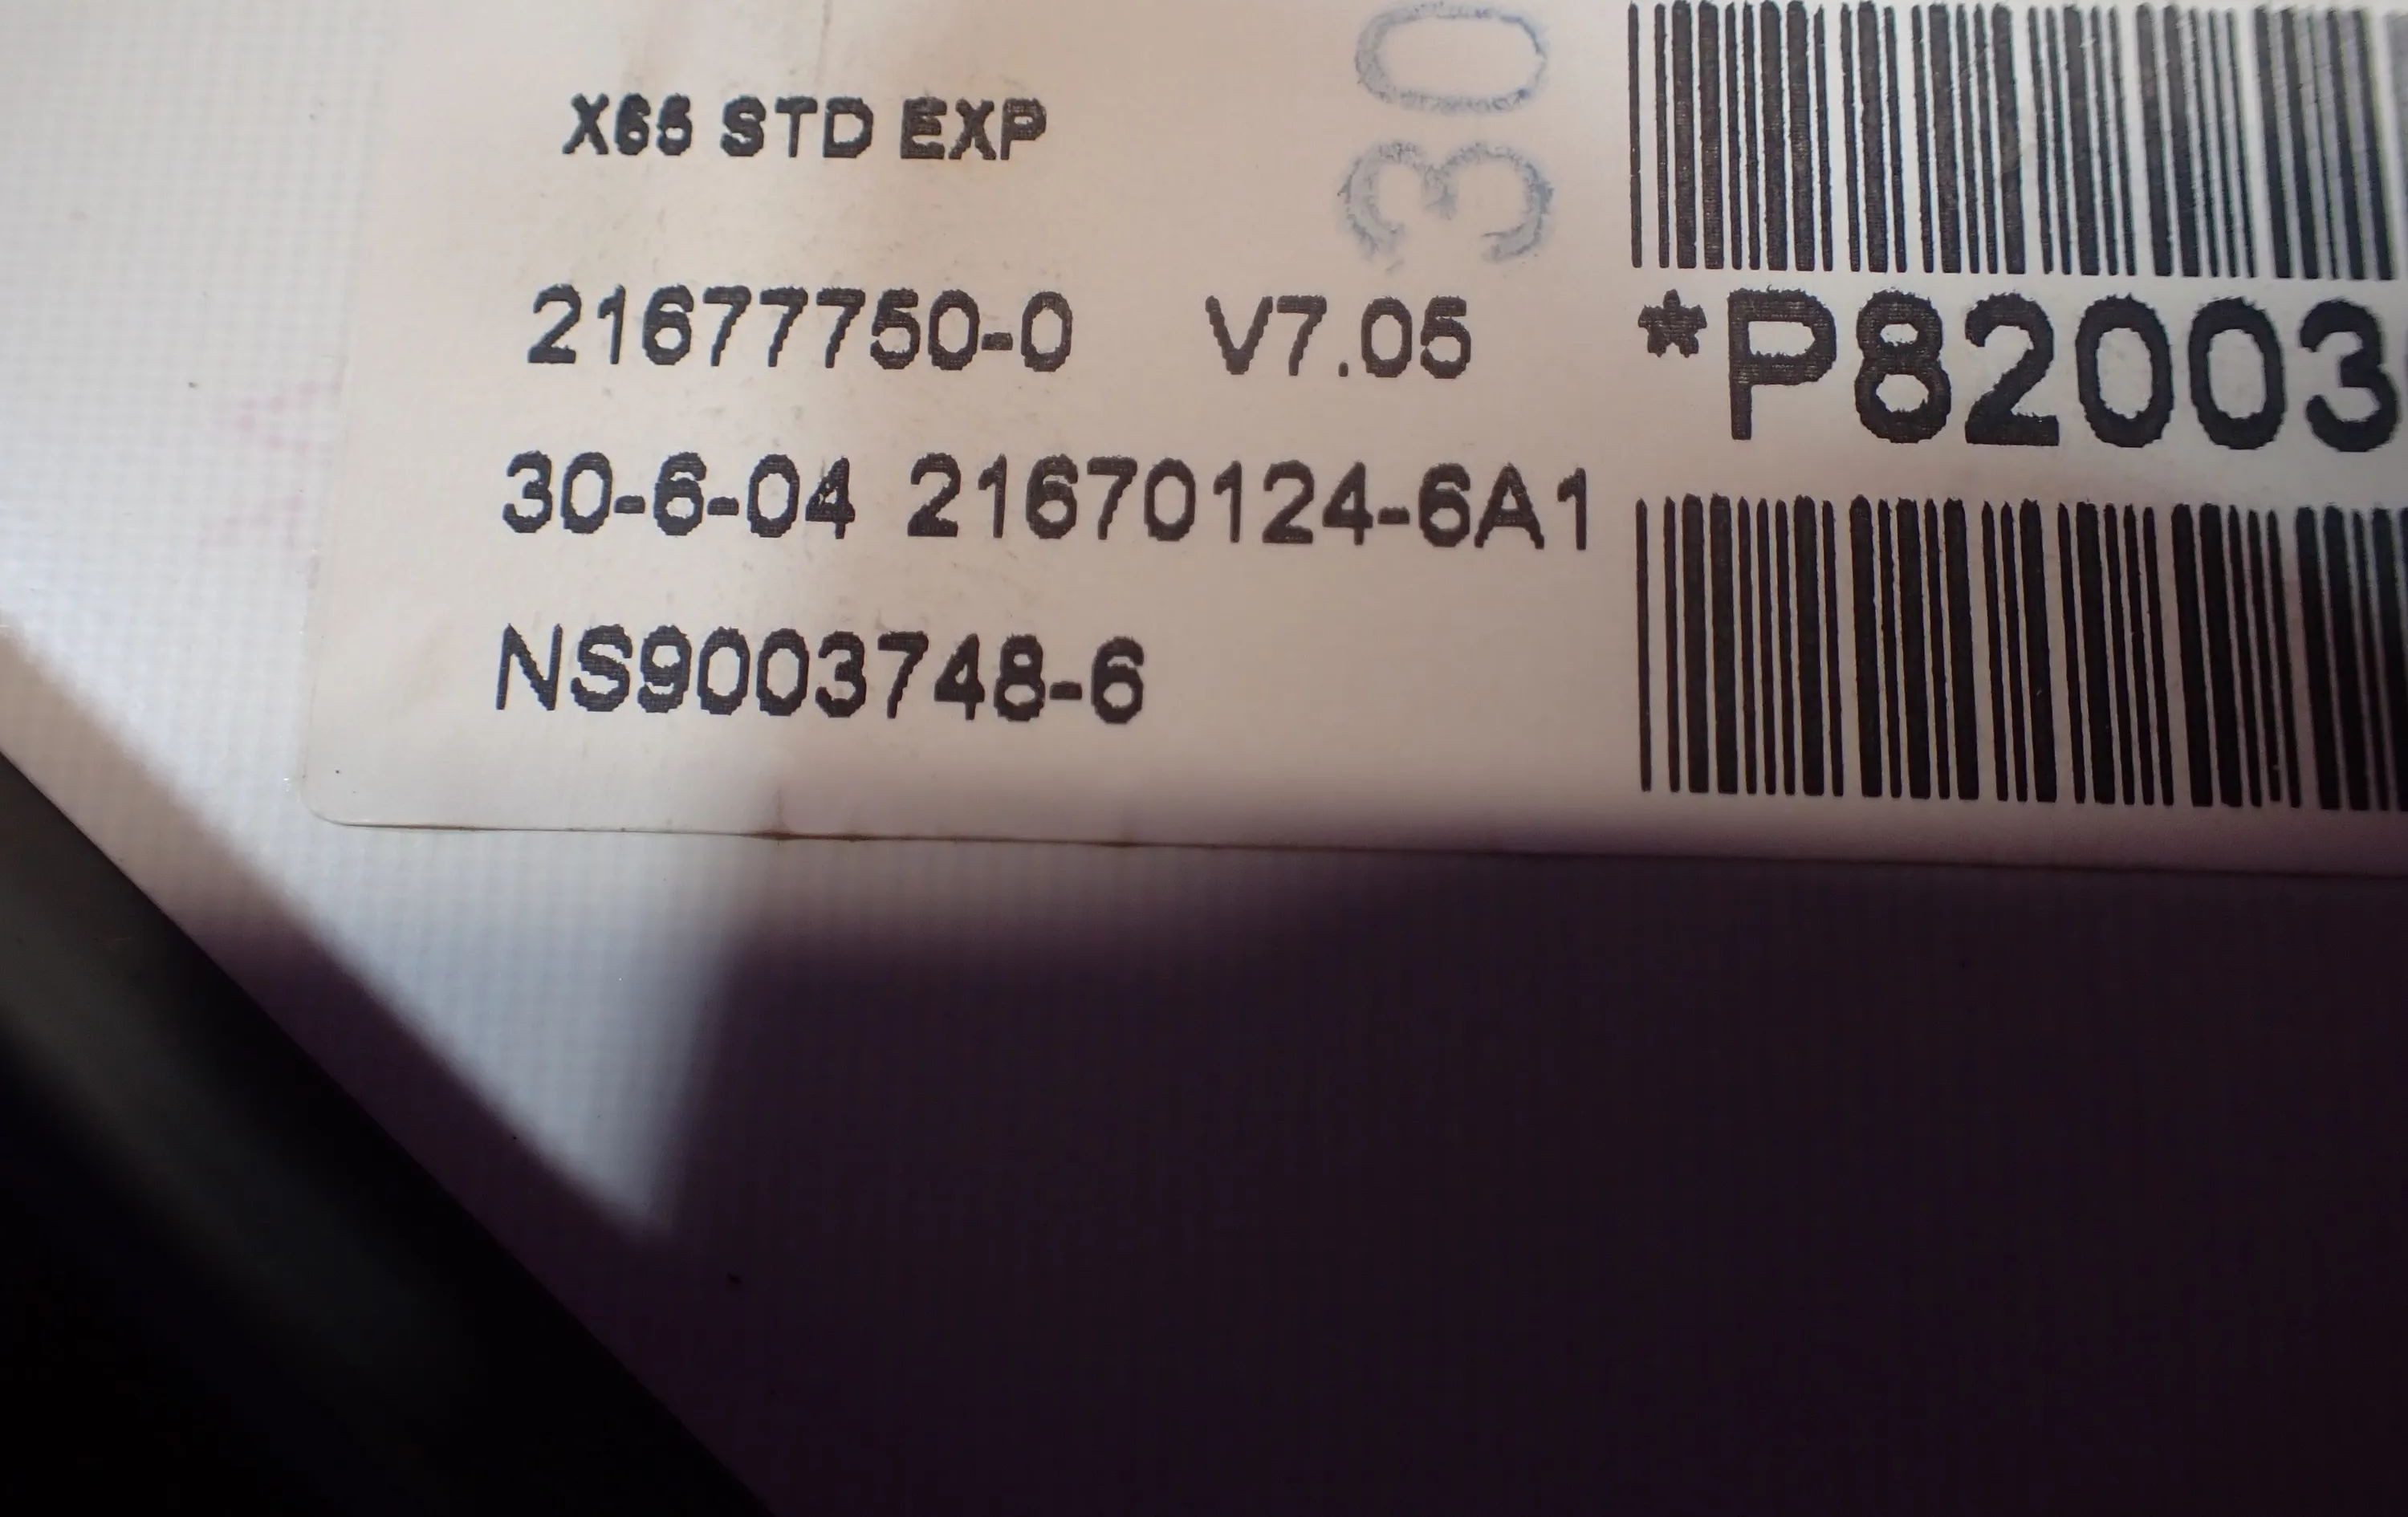 X65 STD EXP
21677750-0 V7.05
30-6-04 21670124-6A1
NS9003748-6
30
*P82003